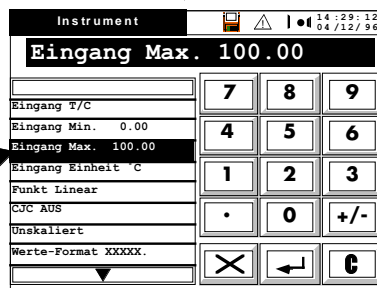 Instrument
14:29:12
04/12/96
Eingang Max. 100.00
Eingang T/C
Eingang Min. 0.00
Eingang Max. 100.00
Eingang Einheit °C
Funkt Linear
CJC AUS
Unskaliert
Werte-Format XXXXX.
7 8 9
4 5 6
1 2 3
. 0 +/-
C